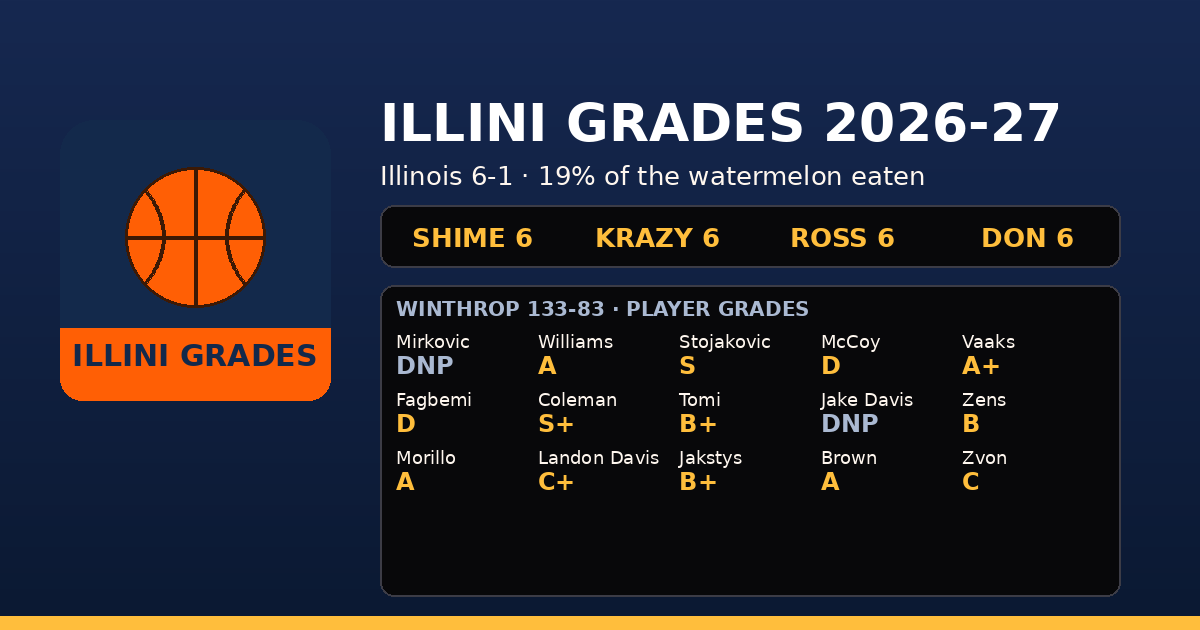 ILLINI GRADES 2026-27
Illinois 6-1 · 19% of the watermelon eaten
SHIME 6 KRAZY 6 ROSS 6 DON 6
ILLINI GRADES
WINTHROP 133-83 · PLAYER GRADES
Mirkovic Williams Stojakovic McCoy Vaaks
DNP A S D A+
Fagbemi Coleman Tomi Jake Davis Zens
D S+ B+ DNP B
Morillo Landon Davis Jakstys Brown Zvon
A C+ B+ A C